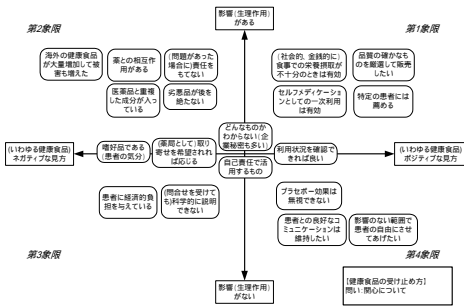 影響(生理作用)
がある
第2象限
第1象限
海外の健康食品
が大量増加して被
害も増えた
薬との相互作
用がある
(問題があった
場合に)責任を
もてない
医薬品と重複
した成分が入っ
ている
劣悪品が後を
絶たない
(社会的、金銭的に)
食事での栄養摂取が
不十分のときは有効
品質の確かなも
のを厳選して販売
したい
セルフメディケー
ションとしての一次利用は
有効
特定の患者には
薦める
どんなものか
わからない(企
業秘密も多い)
(いわゆる健康食品)
ネガティブな見方
嗜好品である
(患者の気分)
(薬局として)取り
寄せを希望されれ
ば応じる
利用状況を確認で
きれば良い
(いわゆる健康食品)
ポジティブな見方
自己責任で活
用するもの
患者に経済的負
担を与えている
(問合せを受けて
も)科学的に説明
できない
プラセボー効果は
無視できない
患者との良好なコ
ミュニケーションは
維持したい
影響のない範囲で
患者の自由にさせ
てあげたい
第3象限
第4象限
影響(生理作用)
がない
【健康食品の受け止め方】
問い:関心について